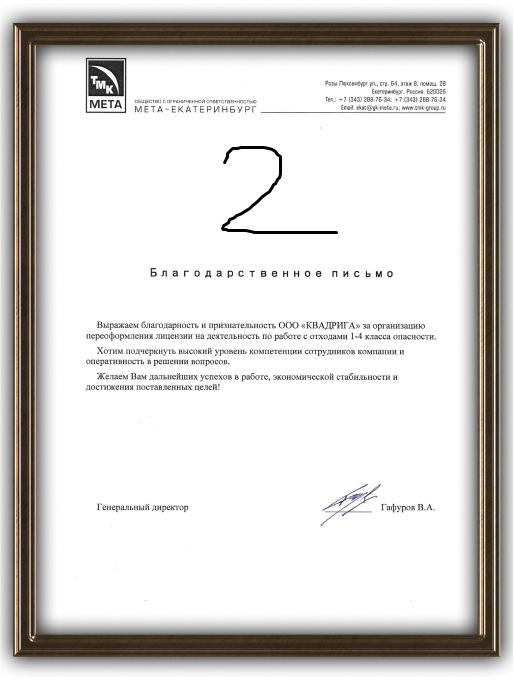 ТМК
МЕТА
ОБЩЕСТВО С ОГРАНИЧЕННОЙ ОТВЕТСТВЕННОСТЬЮ
МЕТА-ЕКАТЕРИНБУРГ
Розы Люксембург ул., стр. 64, этаж 8, помещ. 28
Екатеринбург, Россия, 620026
Тел.: +7 (343) 288-76-34; +7 (343) 288-76-34
Email: ekat@gk-meta.ru; www.tmk-group.ru
2
Благодарственное письмо
Выражаем благодарность и признательность ООО «КВАДРИГА» за организацию
переоформления лицензии на деятельность по работе с отходами 1-4 класса опасности.
Хотим подчеркнуть высокий уровень компетенции сотрудников компании и
оперативность в решении вопросов.
Желаем Вам дальнейших успехов в работе, экономической стабильности и
достижения поставленных целей!
Генеральный директор
Гафуров В.А.